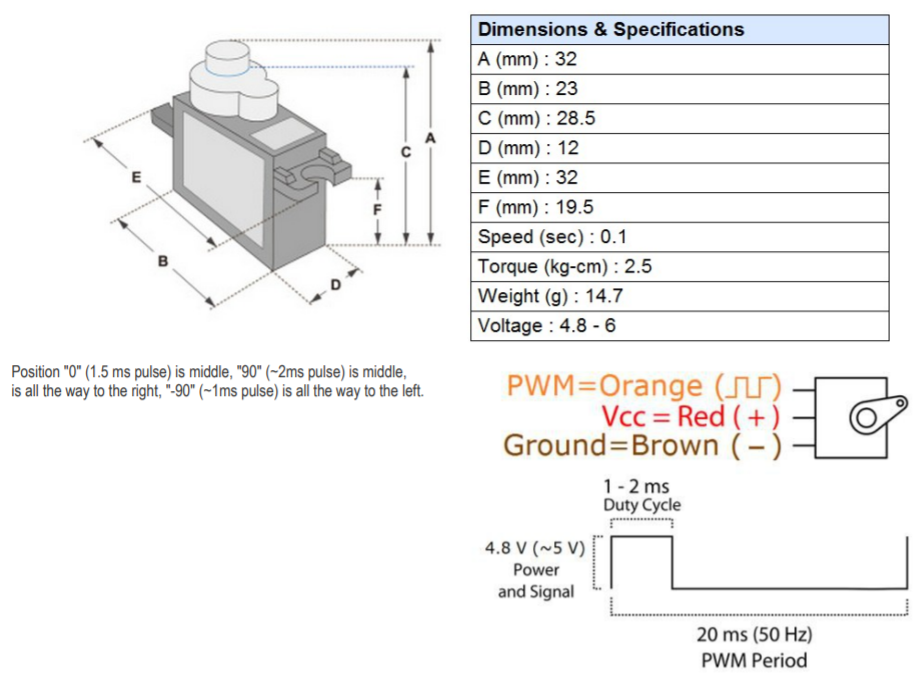 A
C
E
F
B
D
Dimensions & Specifications
A (mm) : 32
B (mm) : 23
C (mm) : 28.5
D (mm) : 12
E (mm) : 32
F (mm) : 19.5
Speed (sec) : 0.1
Torque (kg-cm) : 2.5
Weight (g) : 14.7
Voltage : 4.8 - 6
Position "0" (1.5 ms pulse) is middle, "90" (~2ms pulse) is middle,
is all the way to the right, "-90" (~1ms pulse) is all the way to the left.
PWM=Orange (⎍⎍)
Vcc = Red ( + )
Ground=Brown ( − )
1 - 2 ms
Duty Cycle
4.8 V (~5 V)
Power
and Signal
20 ms (50 Hz)
PWM Period